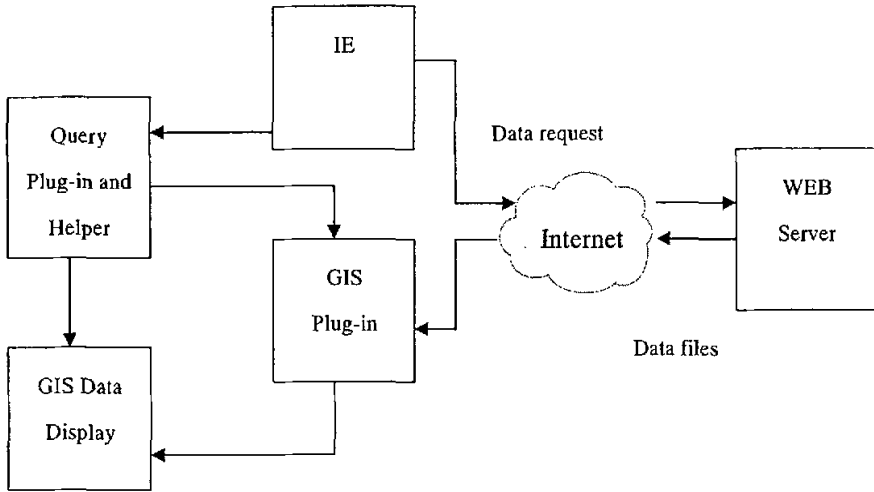 IE
Query
Plug-in and
Helper
Data request
WEB
Server
Internet
GIS
Plug-in
Data files
GIS Data
Display